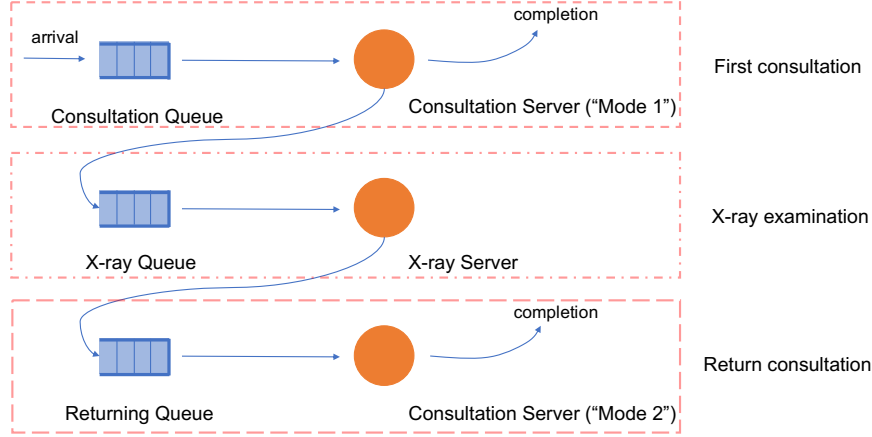 completion
arrival
First consultation
Consultation Queue
Consultation Server (“Mode 1”)
X-ray examination
X-ray Queue
X-ray Server
completion
Return consultation
Returning Queue
Consultation Server (“Mode 2”)